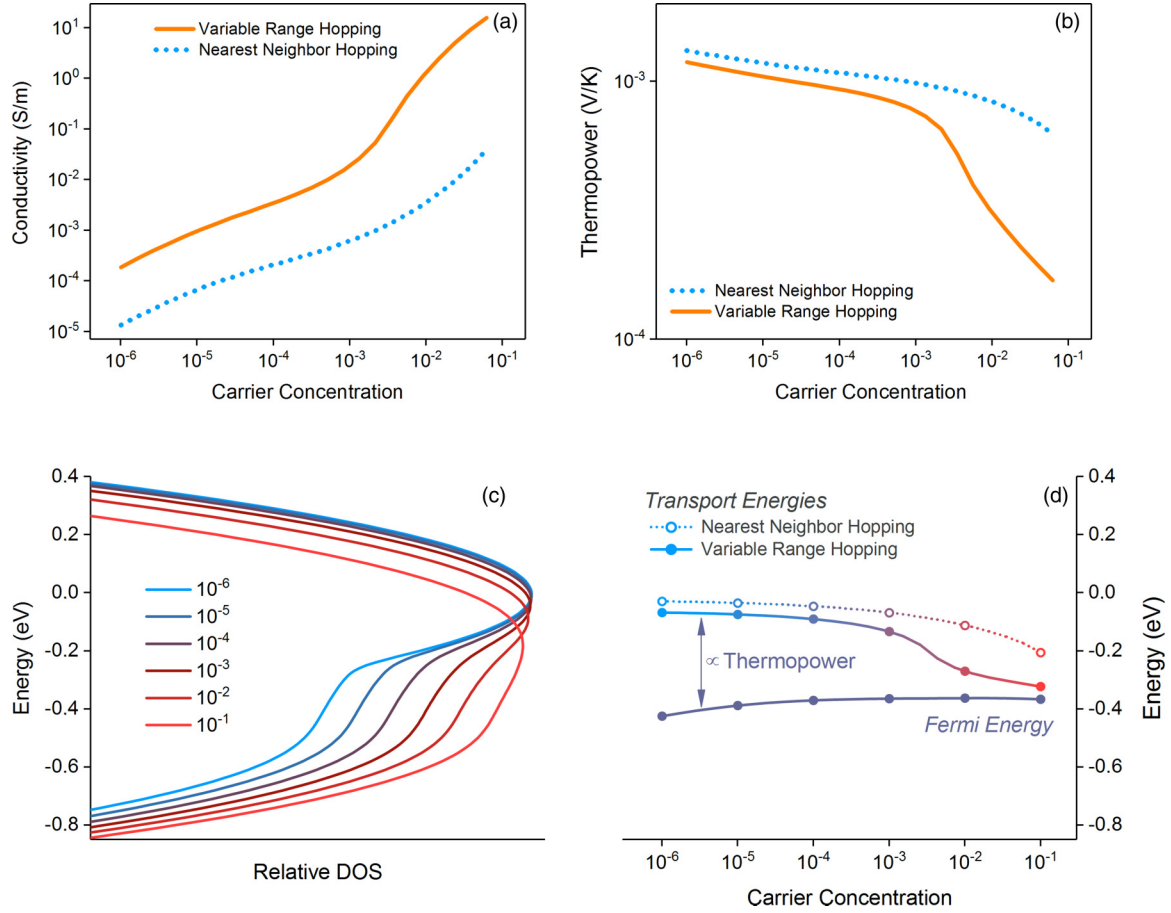 (a)
Variable Range Hopping
Nearest Neighbor Hopping
10^1
10^0
10^-1
10^-2
10^-3
10^-4
10^-5
Conductivity (S/m)
10^-6 10^-5 10^-4 10^-3 10^-2 10^-1
Carrier Concentration
(b)
10^-3
10^-4
Thermopower (V/K)
Nearest Neighbor Hopping
Variable Range Hopping
10^-6 10^-5 10^-4 10^-3 10^-2 10^-1
Carrier Concentration
(c)
0.4
0.2
0.0
-0.2
-0.4
-0.6
-0.8
Energy (eV)
10^-6
10^-5
10^-4
10^-3
10^-2
10^-1
Relative DOS
(d)
Transport Energies
Nearest Neighbor Hopping
Variable Range Hopping
∝ Thermopower
Fermi Energy
0.4
0.2
0.0
-0.2
-0.4
-0.6
-0.8
Energy (eV)
10^-6 10^-5 10^-4 10^-3 10^-2 10^-1
Carrier Concentration